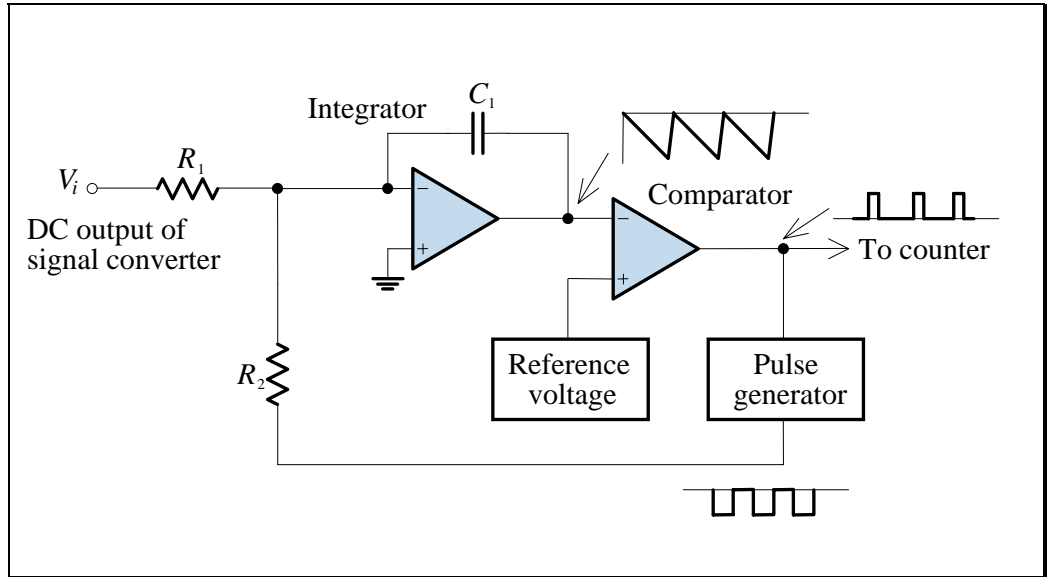 Integrator
C₁
R₁
Vᵢ
DC output of
signal converter
−
+
Comparator
−
+
To counter
R₂
Reference
voltage
Pulse
generator